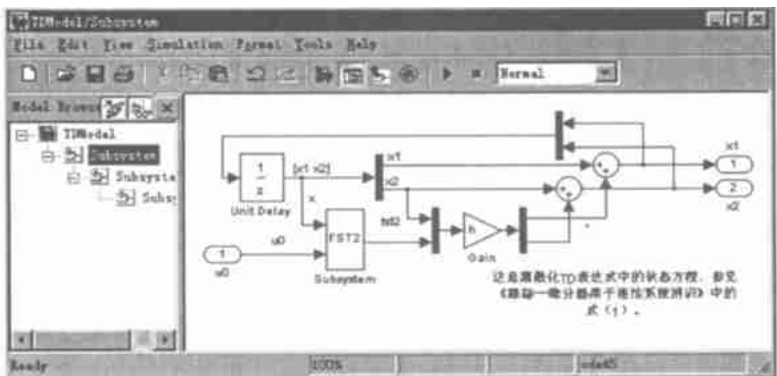 TDModel/Subsystem
File Edit View Simulation Format Tools Help
Normal
Model Browser
TDModel
Subsystem
Subsyste
Subs
[x1 x2]
x1
x2
1
z
Unit Delay
x
fst2
FST2
Subsystem
u0
1
u0
h
Gain
x1
1
2
x2
这是离散化TD表达式中的状态方程,参见
《跟踪—微分器用于连续系统辨识》中的
式(1)。
Ready
100%
ode45